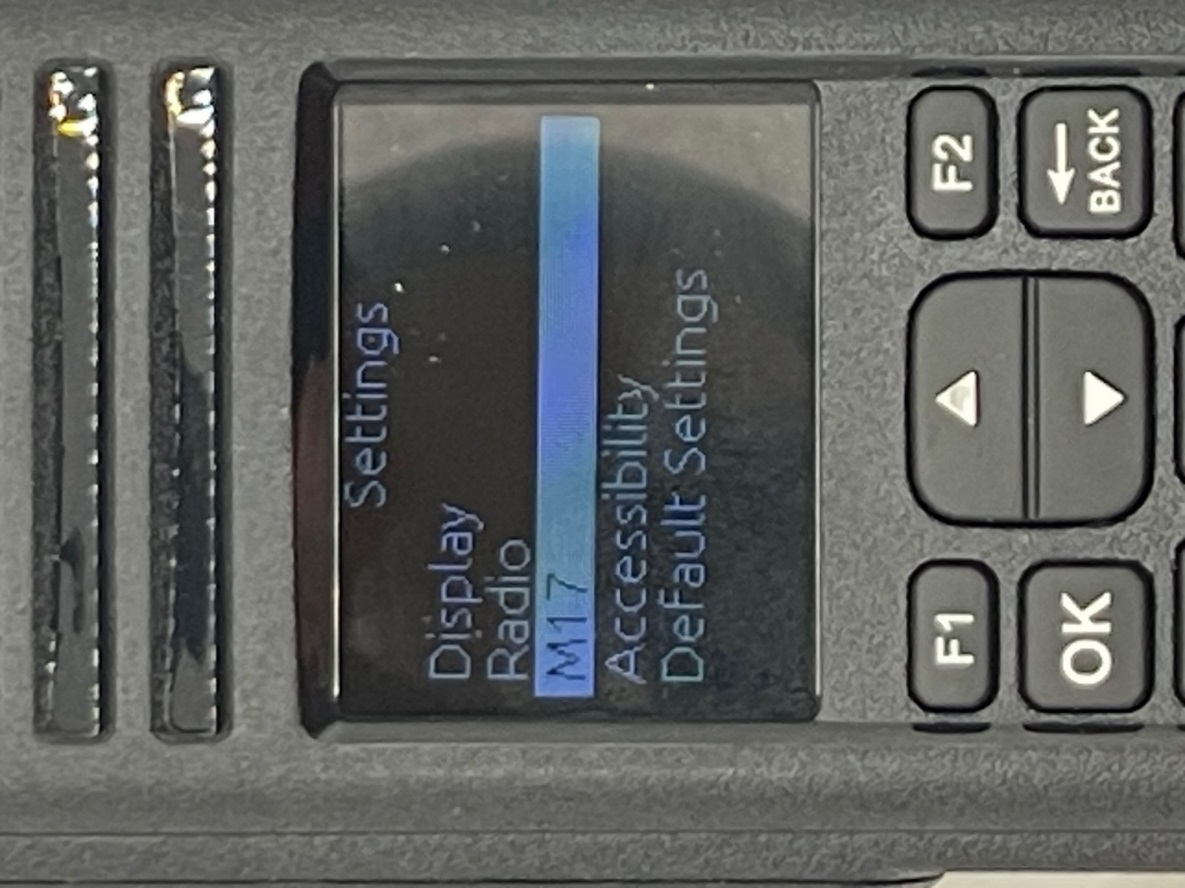 Settings
Display
Radio
M17
Accessibility
Default Settings
F1
F2
OK
←
BACK